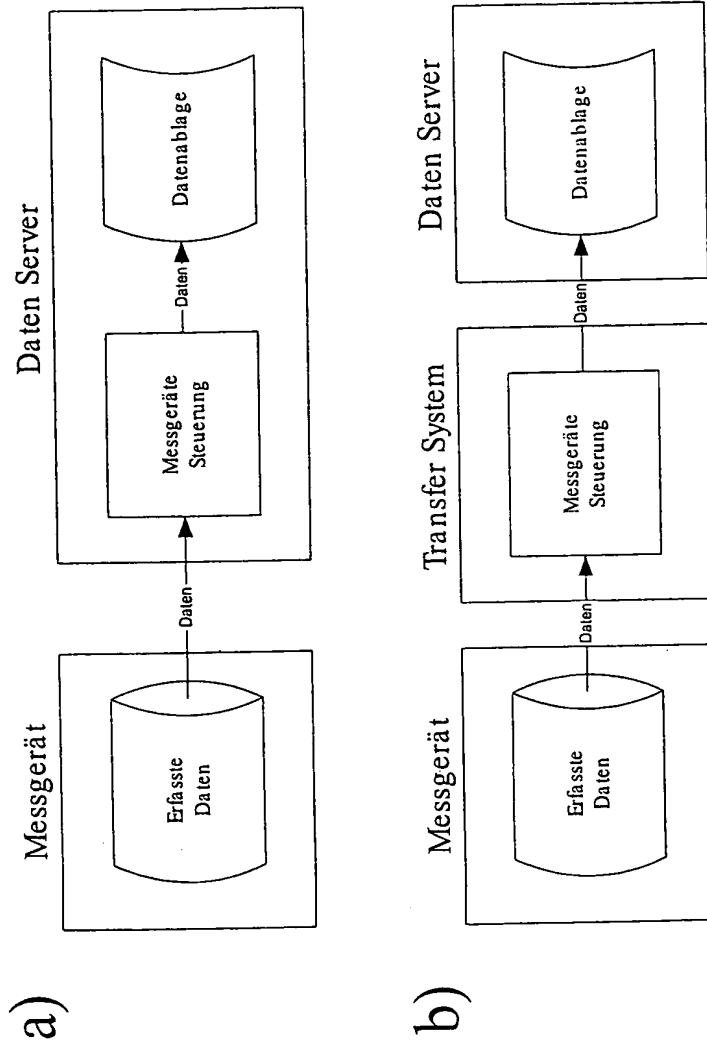 a)
Messgerät
Erfasste
Daten
Daten
Daten Server
Messgeräte
Steuerung
Daten
Datenablage
b)
Messgerät
Erfasste
Daten
Daten
Transfer System
Messgeräte
Steuerung
Daten
Daten Server
Datenablage